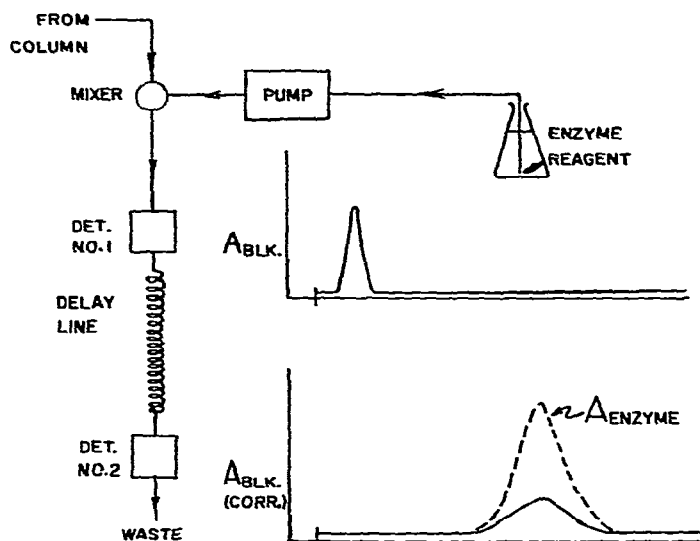 FROM
COLUMN
MIXER
PUMP
ENZYME
REAGENT
DET.
NO.1
ABLK.
DELAY
LINE
AENZYME
DET.
NO.2
ABLK.
(CORR.)
WASTE